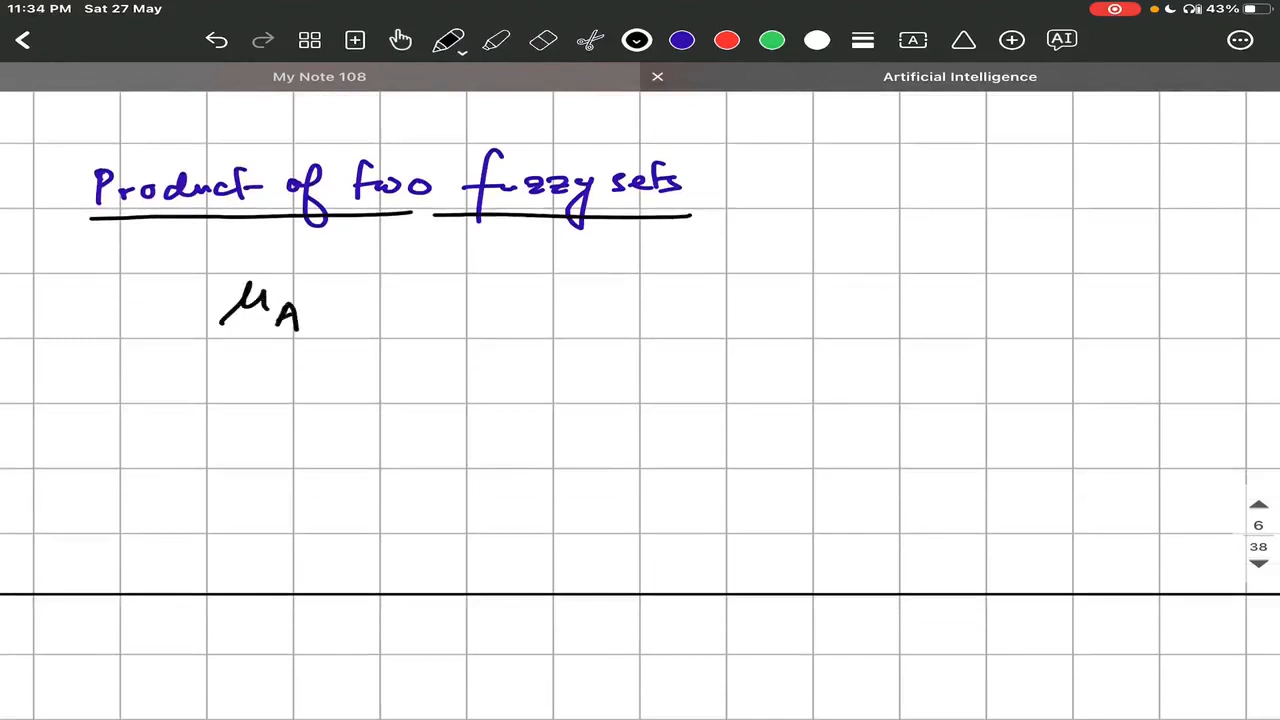 11:34 PM Sat 27 May 43%
A AI
My Note 108 Artificial Intelligence
Product of two fuzzy sets
μA
6
38